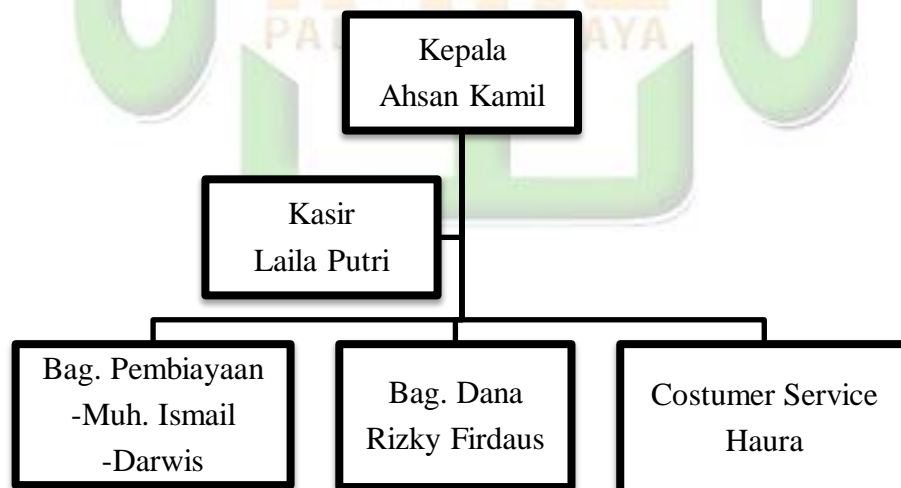 Kepala
Ahsan Kamil
Kasir
Laila Putri
Bag. Pembiayaan
-Muh. Ismail
-Darwis
Bag. Dana
Rizky Firdaus
Costumer Service
Haura